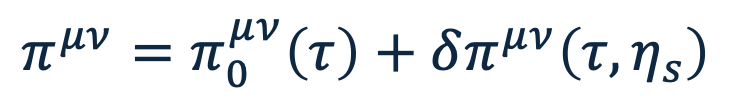 π^{μν} = π_0^{μν}(τ) + δπ^{μν}(τ, η_s)